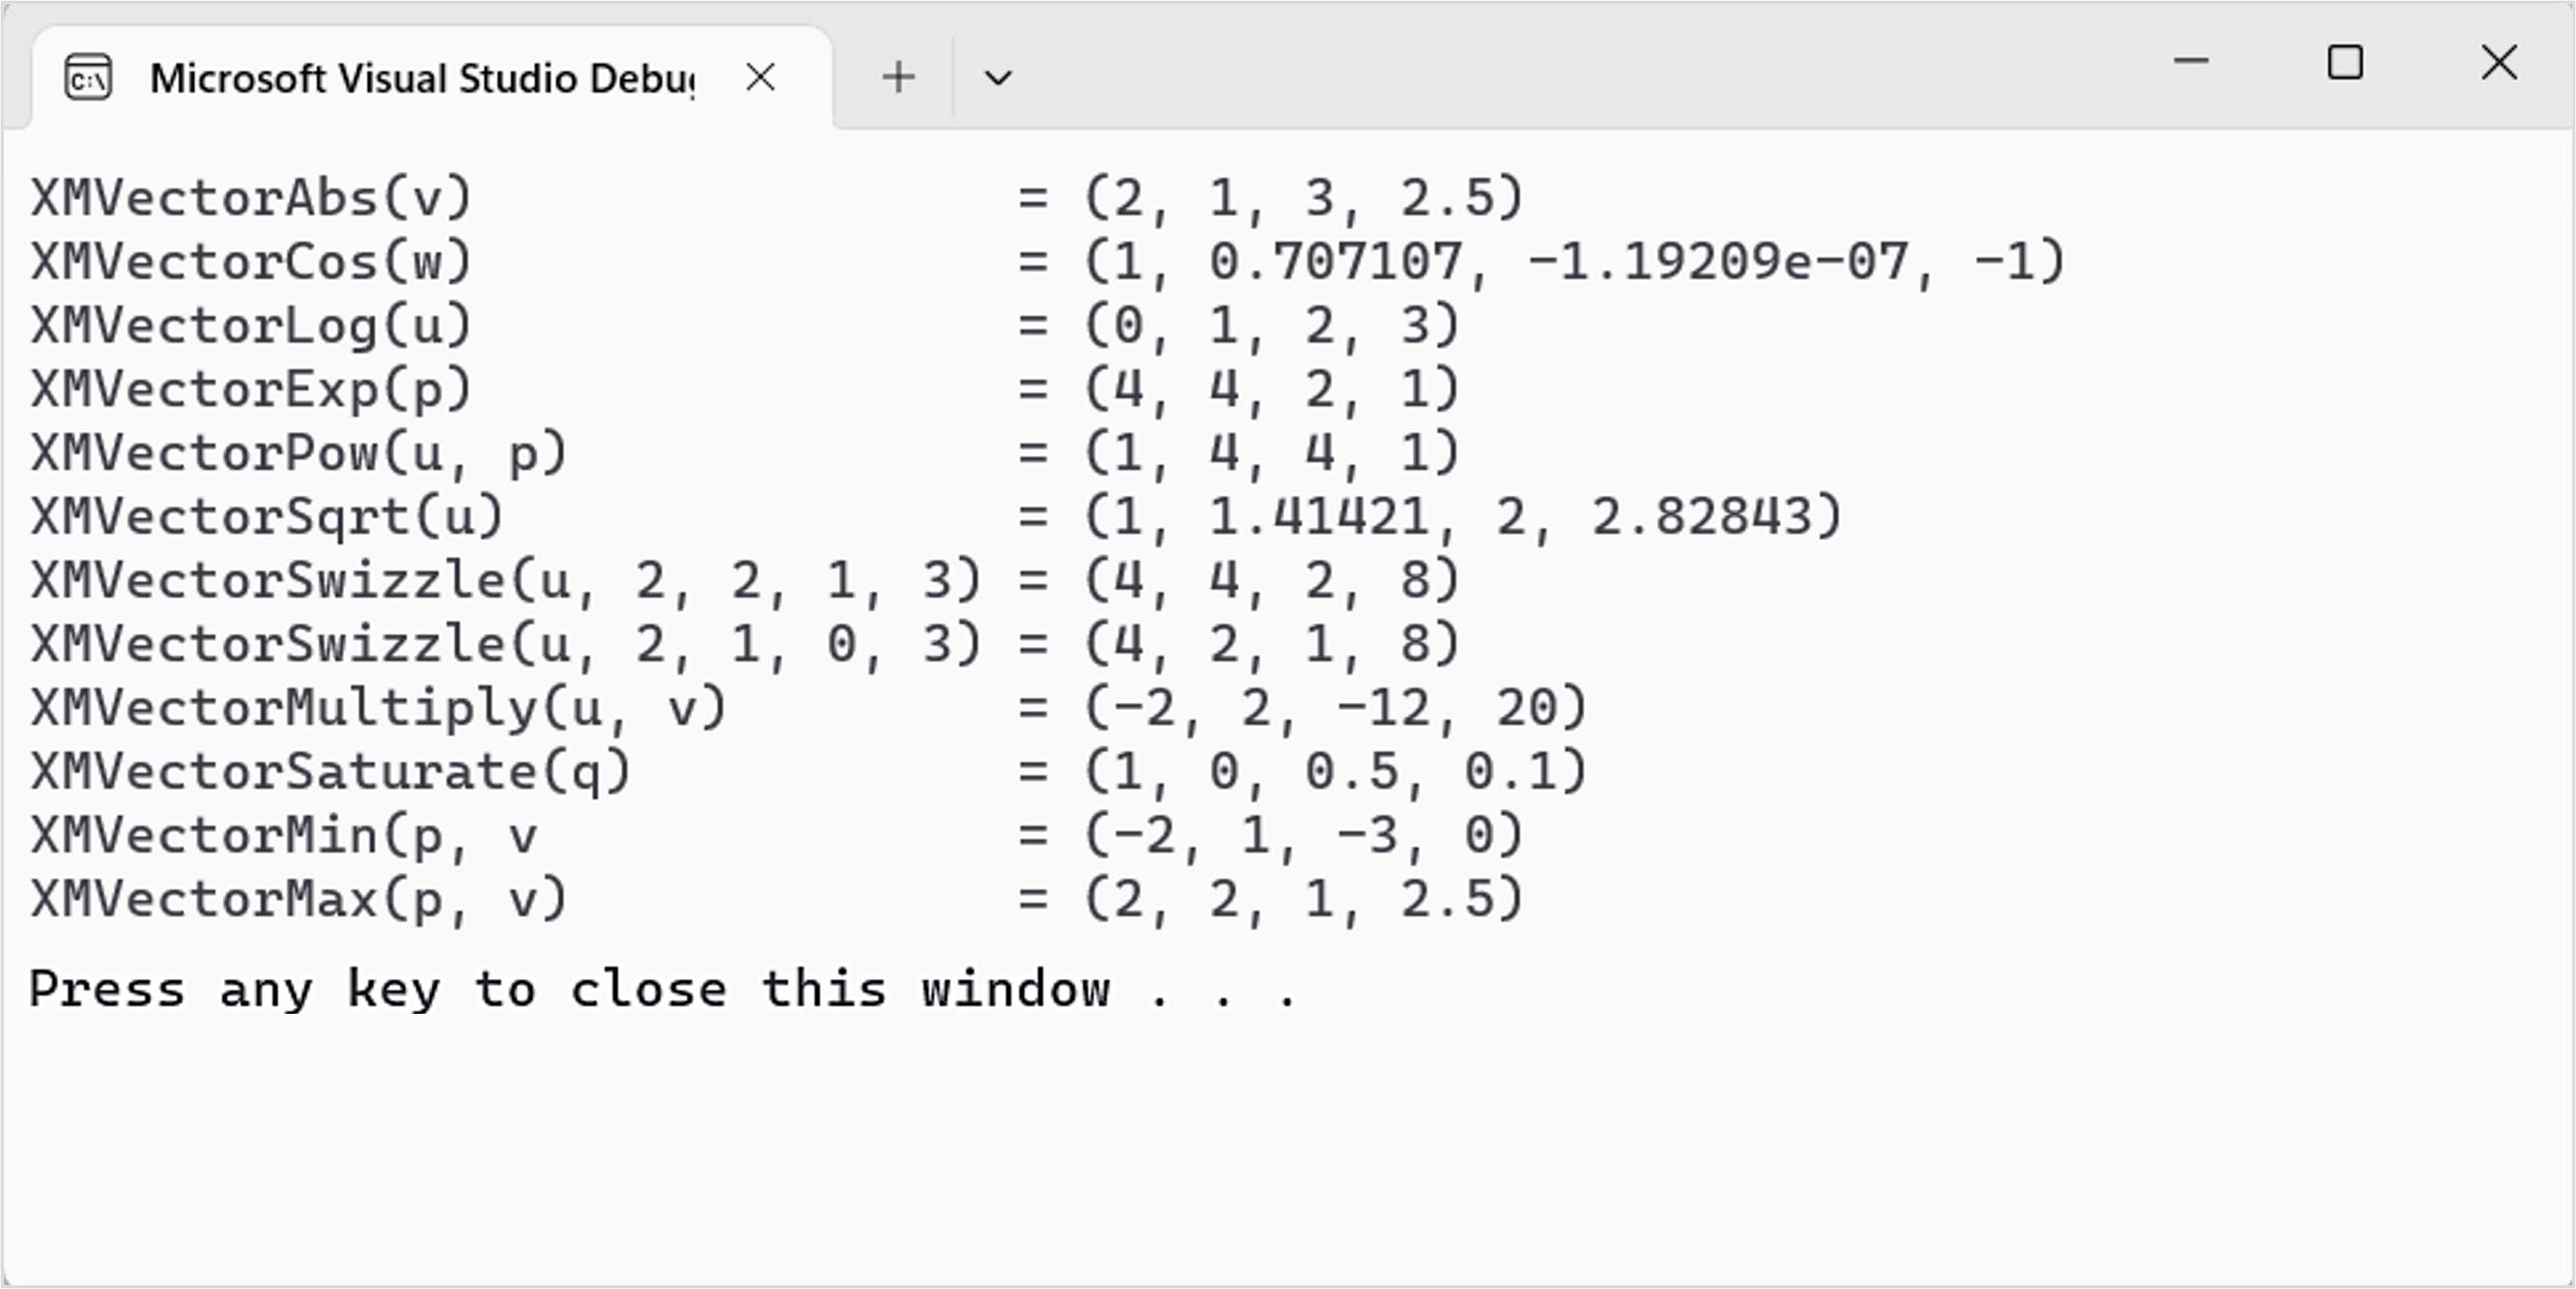 Microsoft Visual Studio Debug
XMVectorAbs(v) = (2, 1, 3, 2.5)
XMVectorCos(w) = (1, 0.707107, -1.19209e-07, -1)
XMVectorLog(u) = (0, 1, 2, 3)
XMVectorExp(p) = (4, 4, 2, 1)
XMVectorPow(u, p) = (1, 4, 4, 1)
XMVectorSqrt(u) = (1, 1.41421, 2, 2.82843)
XMVectorSwizzle(u, 2, 2, 1, 3) = (4, 4, 2, 8)
XMVectorSwizzle(u, 2, 1, 0, 3) = (4, 2, 1, 8)
XMVectorMultiply(u, v) = (-2, 2, -12, 20)
XMVectorSaturate(q) = (1, 0, 0.5, 0.1)
XMVectorMin(p, v = (-2, 1, -3, 0)
XMVectorMax(p, v) = (2, 2, 1, 2.5)
Press any key to close this window . . .